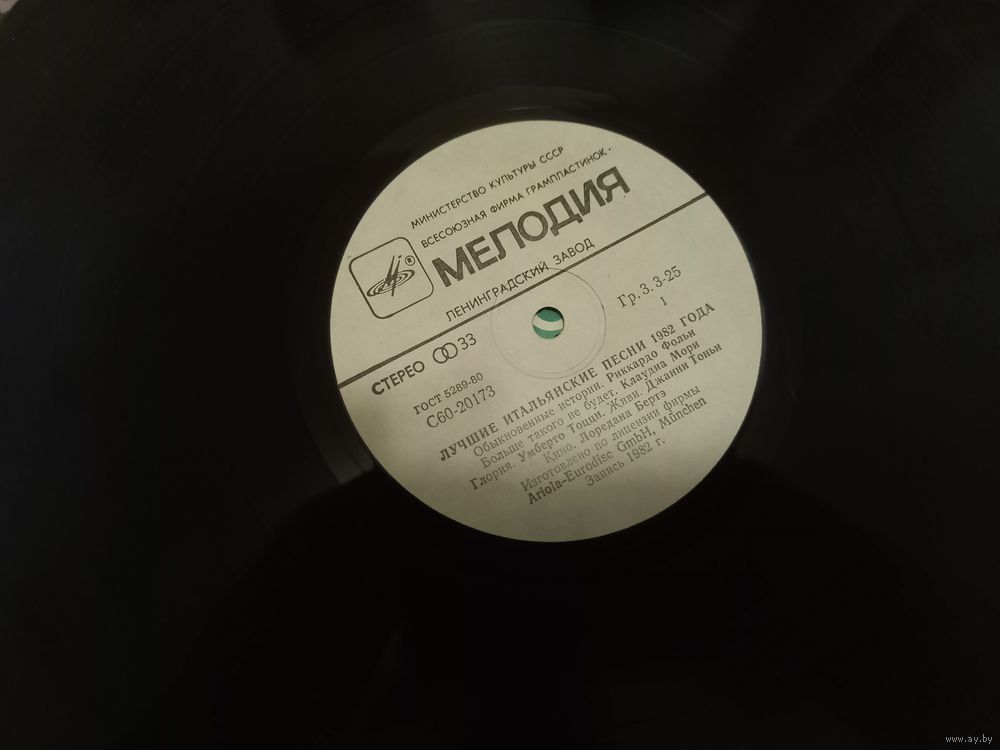 МИНИСТЕРСТВО КУЛЬТУРЫ СССР
ВСЕСОЮЗНАЯ ФИРМА ГРАМПЛАСТИНОК
®
МЕЛОДИЯ
ЛЕНИНГРАДСКИЙ ЗАВОД
СТЕРЕО 33
Гр. 3. 3-25
ГОСТ 5289-80
С60-20173
1
ЛУЧШИЕ ИТАЛЬЯНСКИЕ ПЕСНИ 1982 ГОДА
Обыкновенные истории. Риккардо Фольи
Больше такого не будет. Клаудиа Мори
Глория. Умберто Тоцци. Живи. Джанни Тонья
Кино. Лоредана Бертэ
Изготовлено по лицензии фирмы
Ariola-Eurodisc GmbH, München
Запись 1982 г.
www.ay.by